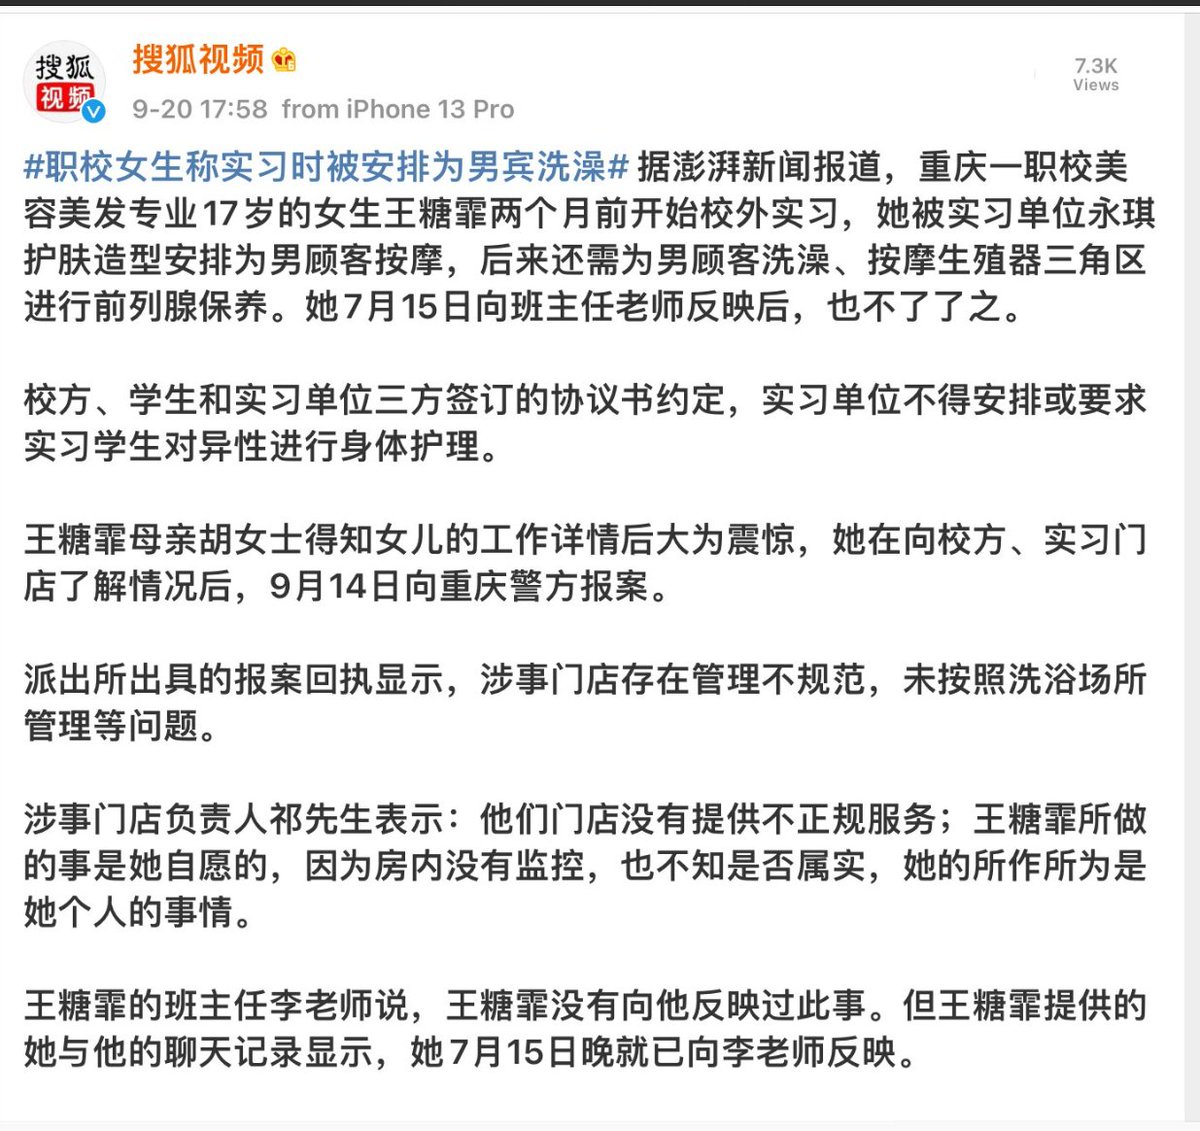 搜狐
视频
搜狐视频
9-20 17:58 from iPhone 13 Pro
7.3K
Views
#职校女生称实习时被安排为男宾洗澡# 据澎湃新闻报道，重庆一职校美
容美发专业17岁的女生王糖霏两个月前开始校外实习，她被实习单位永琪
护肤造型安排为男顾客按摩，后来还需为男顾客洗澡、按摩生殖器三角区
进行前列腺保养。她7月15日向班主任老师反映后，也不了了之。
校方、学生和实习单位三方签订的协议书约定，实习单位不得安排或要求
实习学生对异性进行身体护理。
王糖霏母亲胡女士得知女儿的工作详情后大为震惊，她在向校方、实习门
店了解情况后，9月14日向重庆警方报案。
派出所出具的报案回执显示，涉事门店存在管理不规范，未按照洗浴场所
管理等问题。
涉事门店负责人祁先生表示：他们门店没有提供不正规服务；王糖霏所做
的事是她自愿的，因为房内没有监控，也不知是否属实，她的所作所为是
她个人的事情。
王糖霏的班主任李老师说，王糖霏没有向他反映过此事。但王糖霏提供的
她与他的聊天记录显示，她7月15日晚就已向李老师反映。